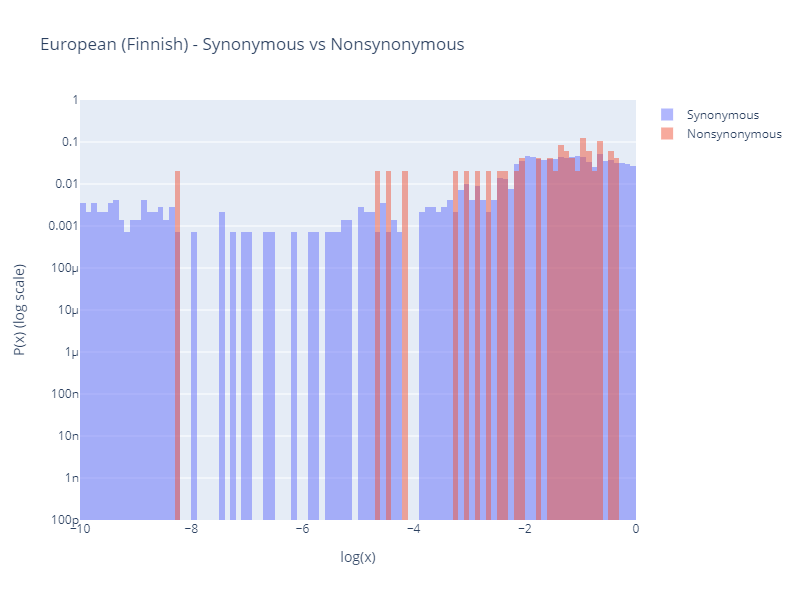 European (Finnish) - Synonymous vs Nonsynonymous
Synonymous
Nonsynonymous
P(x) (log scale)
1
0.1
0.01
0.001
100μ
10μ
1μ
100n
10n
1n
100p
−10
−8
−6
−4
−2
0
log(x)